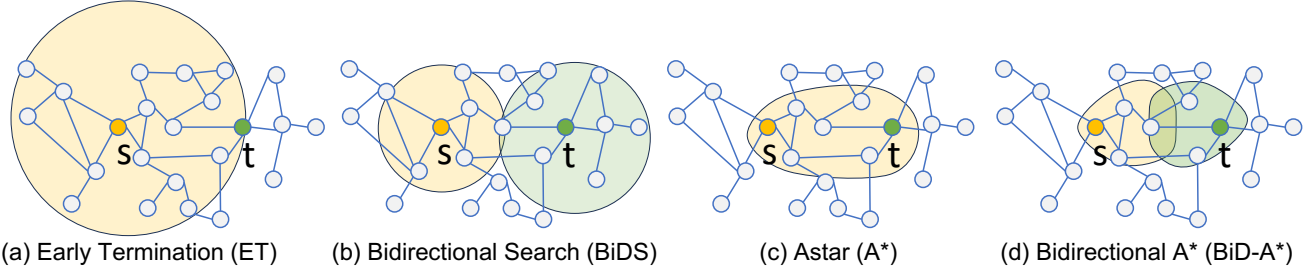 s t s t s t s t
(a) Early Termination (ET) (b) Bidirectional Search (BiDS) (c) Astar (A*) (d) Bidirectional A* (BiD-A*)